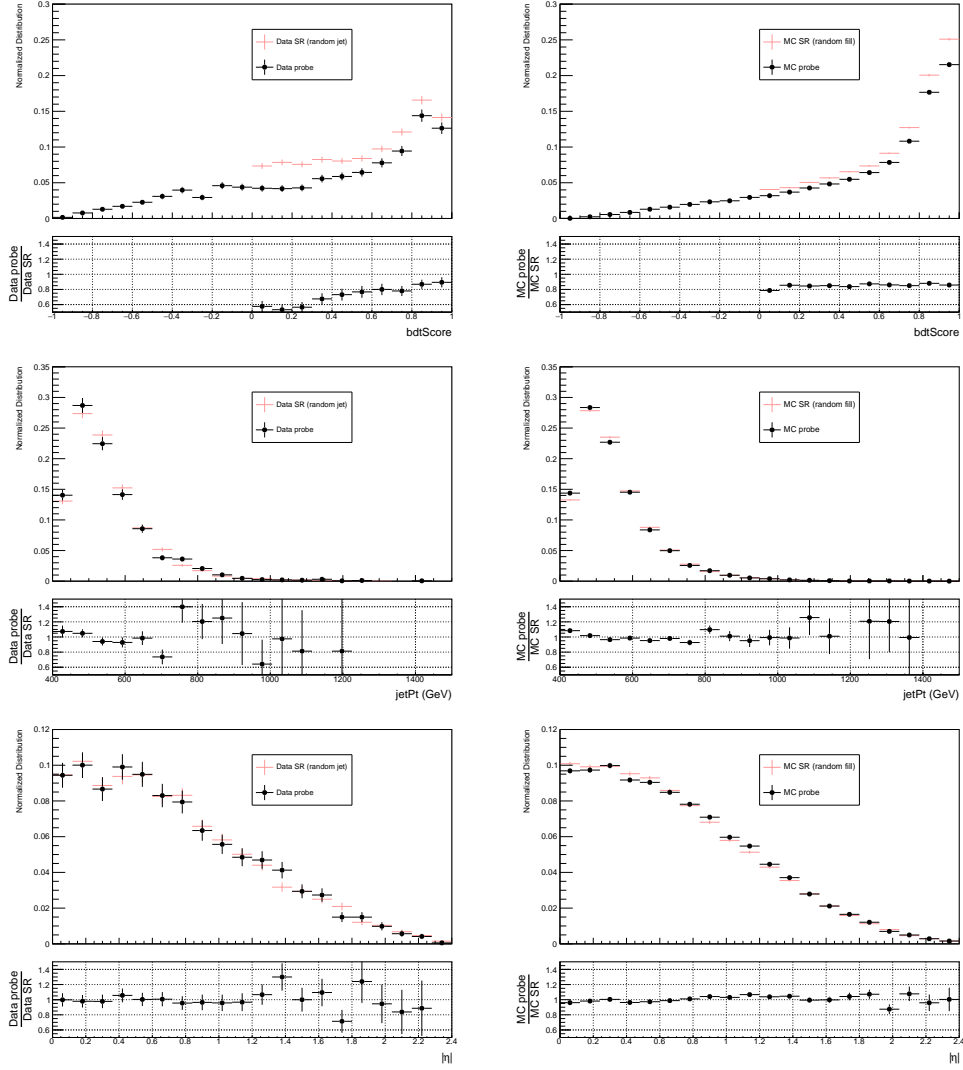 Normalized Distribution
0.3
0.25
0.2
0.15
0.1
0.05
0
Data SR (random jet)
Data probe
Data probe
Data SR
1.4
1.2
1
0.8
0.6
−1 −0.8 −0.6 −0.4 −0.2 0 0.2 0.4 0.6 0.8 1
bdtScore
Normalized Distribution
0.3
0.25
0.2
0.15
0.1
0.05
0
MC SR (random fill)
MC probe
MC probe
MC SR
1.4
1.2
1
0.8
0.6
−1 −0.8 −0.6 −0.4 −0.2 0 0.2 0.4 0.6 0.8 1
bdtScore
Normalized Distribution
0.35
0.3
0.25
0.2
0.15
0.1
0.05
0
Data SR (random jet)
Data probe
Data probe
Data SR
1.4
1.2
1
0.8
0.6
400 600 800 1000 1200 1400
jetPt (GeV)
Normalized Distribution
0.35
0.3
0.25
0.2
0.15
0.1
0.05
0
MC SR (random fill)
MC probe
MC probe
MC SR
1.4
1.2
1
0.8
0.6
400 600 800 1000 1200 1400
jetPt (GeV)
Normalized Distribution
0.12
0.1
0.08
0.06
0.04
0.02
0
Data SR (random jet)
Data probe
Data probe
Data SR
1.4
1.2
1
0.8
0.6
0 0.2 0.4 0.6 0.8 1 1.2 1.4 1.6 1.8 2 2.2 2.4
|η|
Normalized Distribution
0.12
0.1
0.08
0.06
0.04
0.02
0
MC SR (random fill)
MC probe
MC probe
MC SR
1.4
1.2
1
0.8
0.6
0 0.2 0.4 0.6 0.8 1 1.2 1.4 1.6 1.8 2 2.2 2.4
|η|